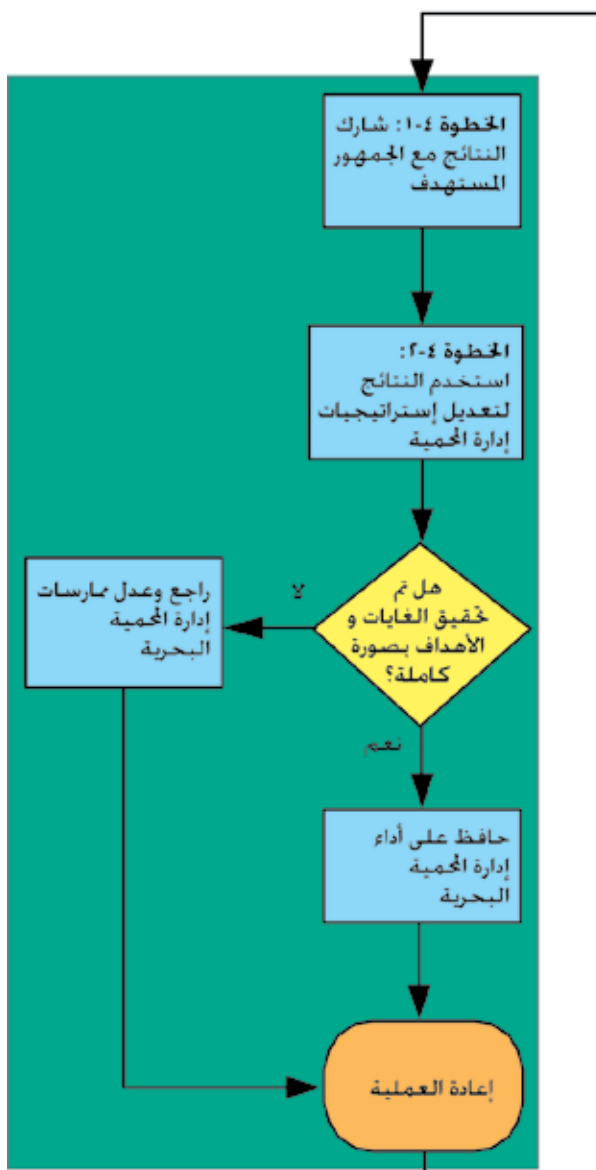 الخطوة ٤-١: شارك
النتائج مع الجمهور
المستهدف
الخطوة ٤-٢:
استخدم النتائج
لتعديل إستراتيجيات
إدارة المحمية
هل تم
تحقيق الغايات و
الأهداف بصورة
كاملة؟
لا
راجع وعدل ممارسات
إدارة المحمية
البحرية
نعم
حافظ على أداء
إدارة المحمية
البحرية
إعادة العملية